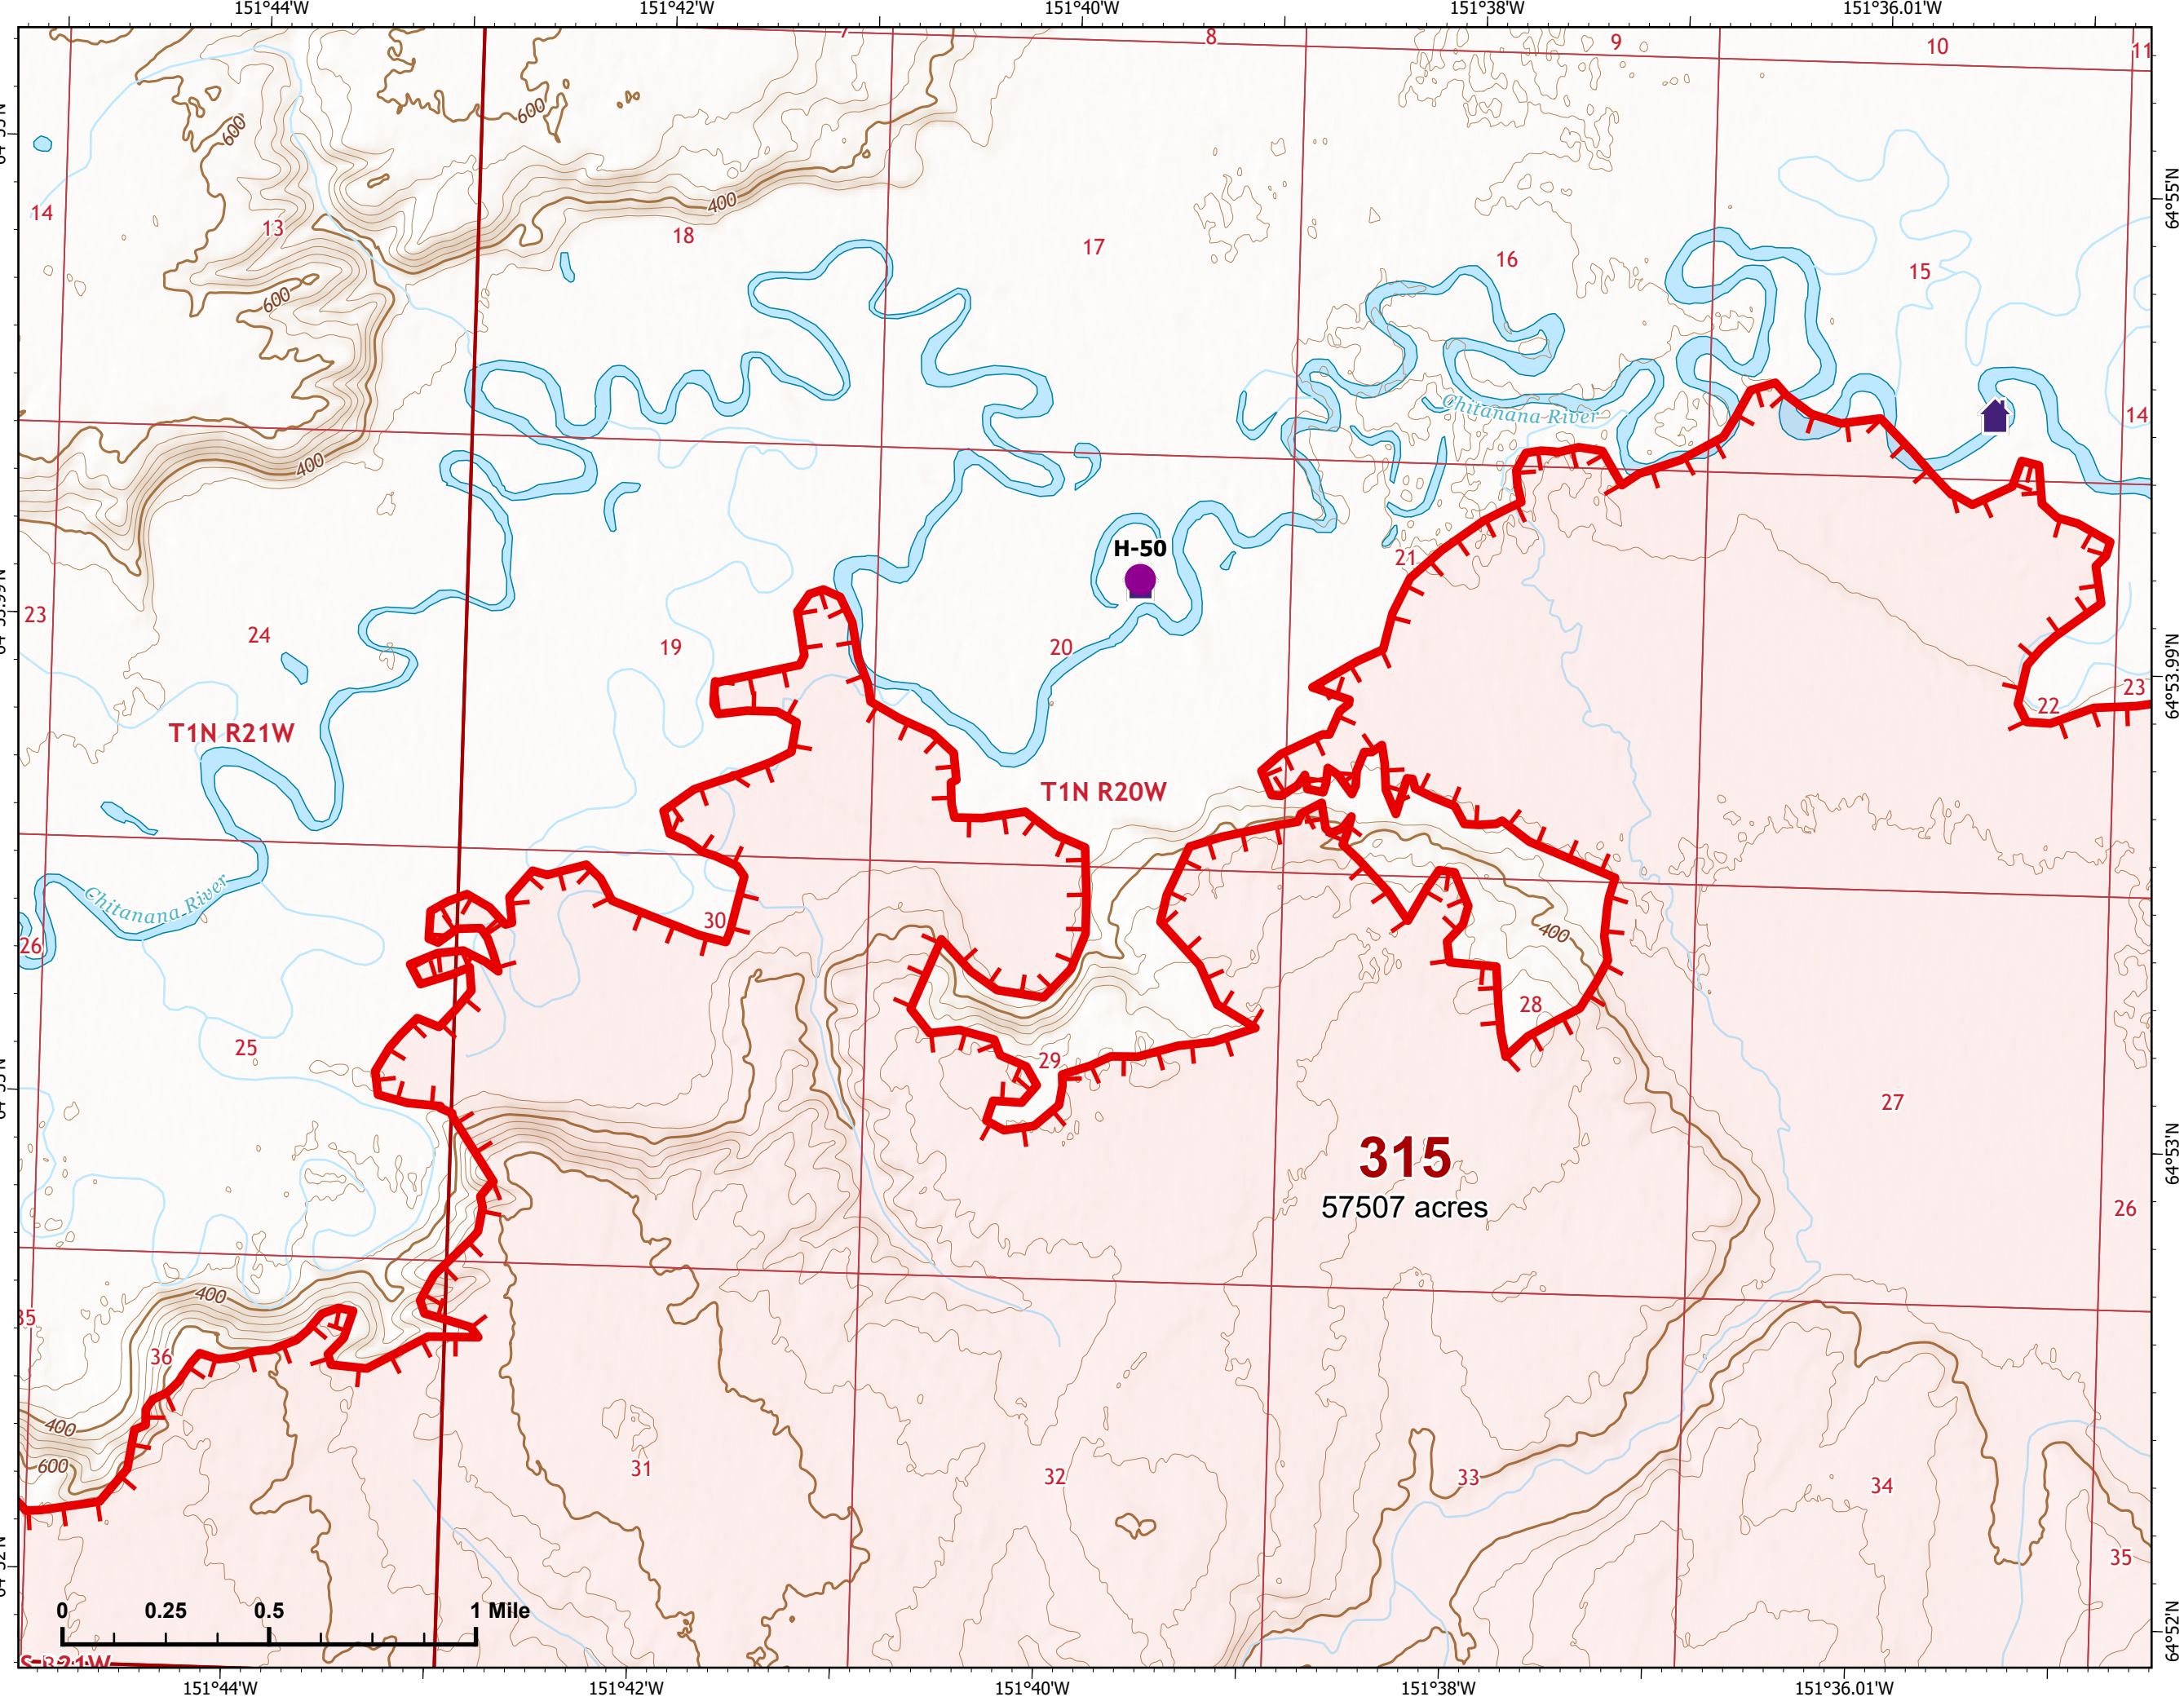 151°44'W 151°42'W 151°40'W 151°38'W 151°36.01'W
7 8 9 10 11
600 600
64°55'N
14 13 400 18 17 16 15
600
Chitanana River
14
400
H-50
21
23 24 19 20
64°53.99'N
23
22
T1N R21W
T1N R20W
Chitanana River
30
26
400
28
25
29
27
315
57507 acres
64°53'N
26
400
35
36
400
600
31 32 33 34
35
0 0.25 0.5 1 Mile
64°52'N
151°44'W 151°42'W 151°40'W 151°38'W 151°36.01'W